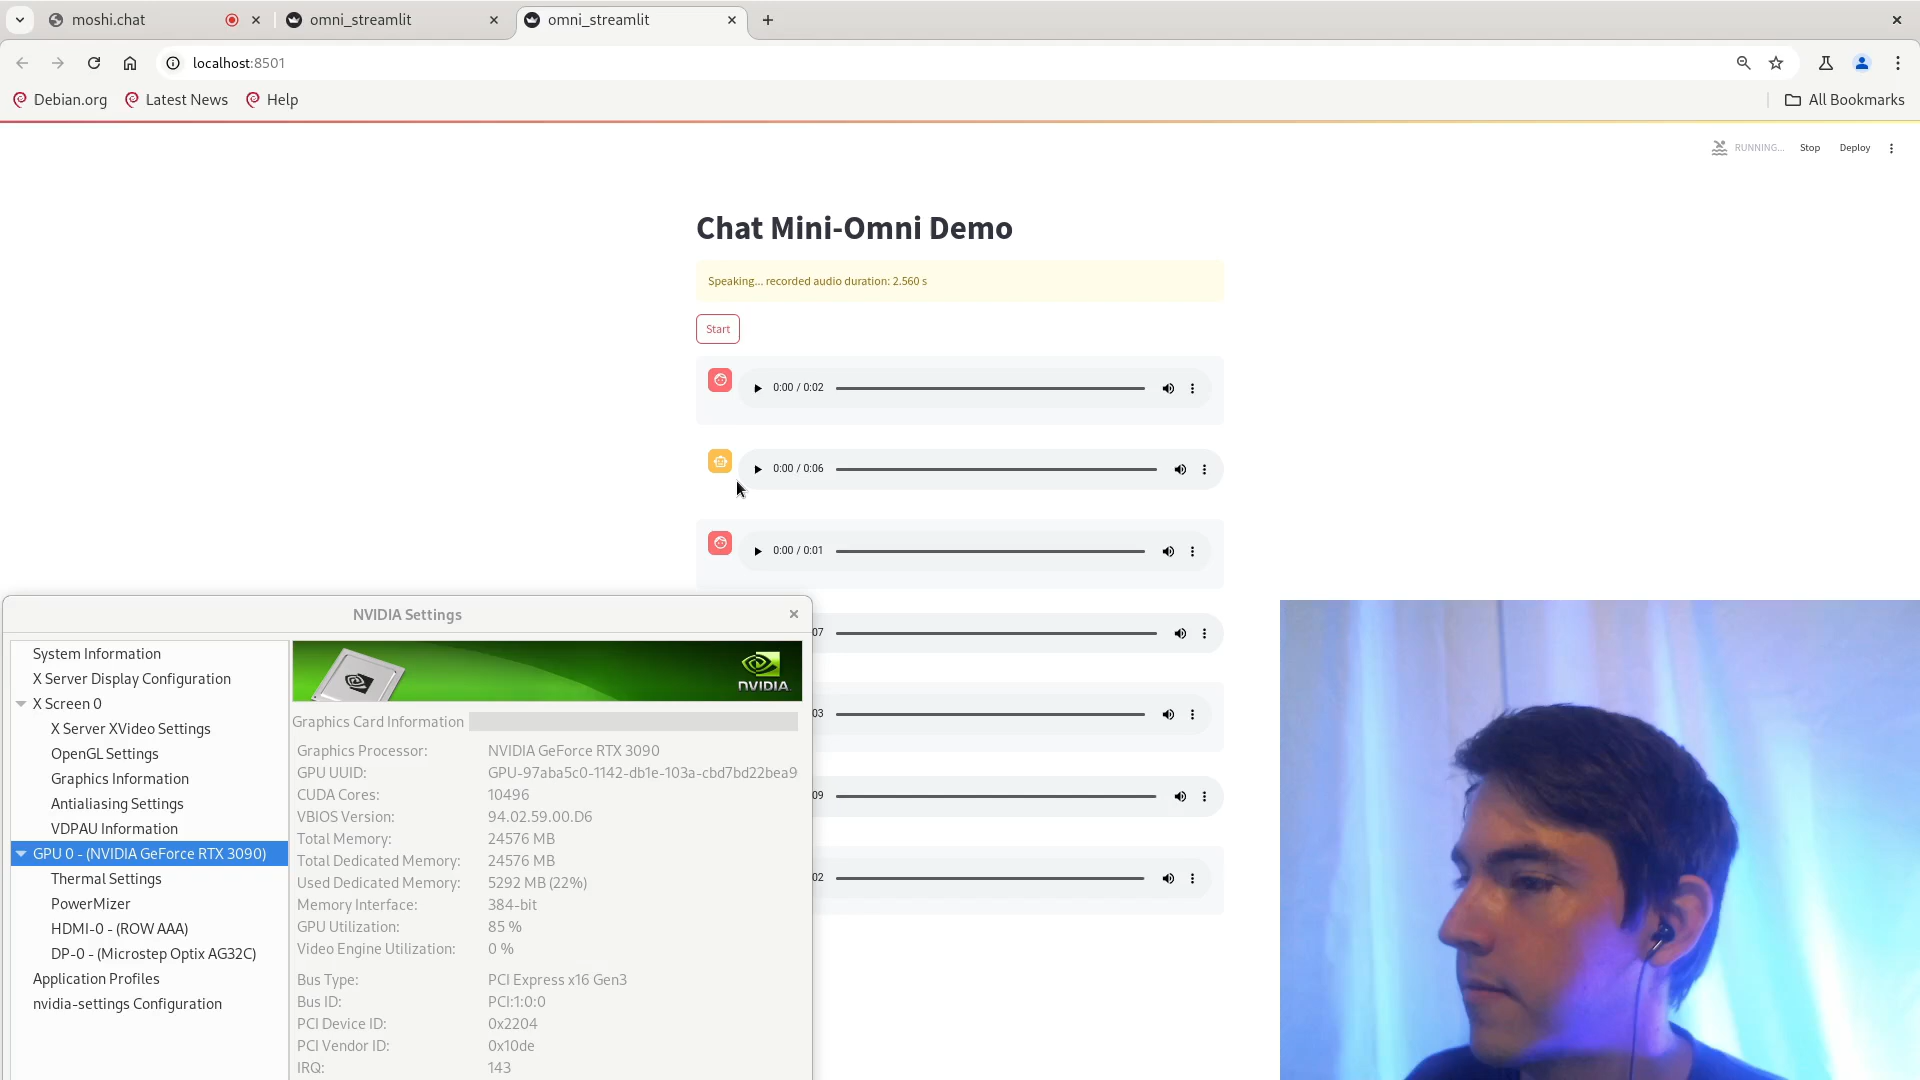 moshi.chat
omni_streamlit
omni_streamlit
localhost:8501
Debian.org
Latest News
Help
All Bookmarks
RUNNING...
Stop
Deploy
Chat Mini-Omni Demo
Speaking... recorded audio duration: 2.560 s
Start
0:00 / 0:02
0:00 / 0:06
0:00 / 0:01
07
03
09
02
NVIDIA Settings
System Information
X Server Display Configuration
X Screen 0
X Server XVideo Settings
OpenGL Settings
Graphics Information
Antialiasing Settings
VDPAU Information
GPU 0 - (NVIDIA GeForce RTX 3090)
Thermal Settings
PowerMizer
HDMI-0 - (ROW AAA)
DP-0 - (Microstep Optix AG32C)
Application Profiles
nvidia-settings Configuration
NVIDIA.
Graphics Card Information
Graphics Processor: NVIDIA GeForce RTX 3090
GPU UUID: GPU-97aba5c0-1142-db1e-103a-cbd7bd22bea9
CUDA Cores: 10496
VBIOS Version: 94.02.59.00.D6
Total Memory: 24576 MB
Total Dedicated Memory: 24576 MB
Used Dedicated Memory: 5292 MB (22%)
Memory Interface: 384-bit
GPU Utilization: 85 %
Video Engine Utilization: 0 %
Bus Type: PCI Express x16 Gen3
Bus ID: PCI:1:0:0
PCI Device ID: 0x2204
PCI Vendor ID: 0x10de
IRQ: 143